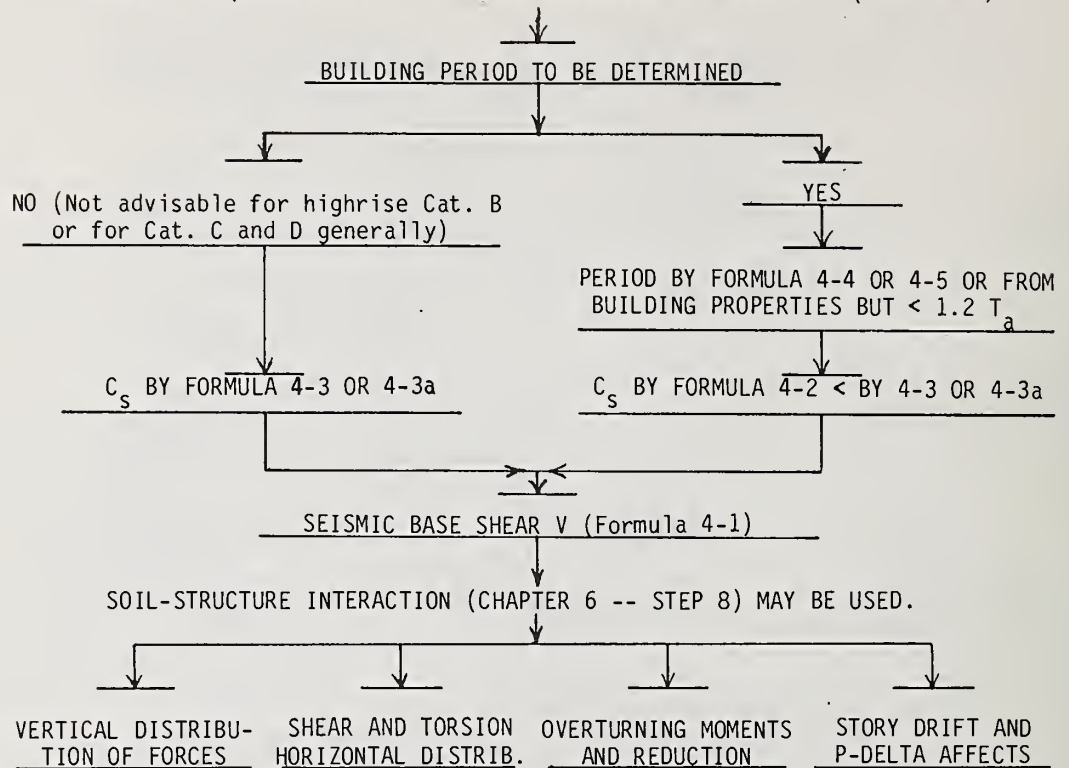 BUILDING PERIOD TO BE DETERMINED
NO (Not advisable for highrise Cat. B
or for Cat. C and D generally)
YES
PERIOD BY FORMULA 4-4 OR 4-5 OR FROM
BUILDING PROPERTIES BUT < 1.2 Ta
Cs BY FORMULA 4-3 OR 4-3a
Cs BY FORMULA 4-2 < BY 4-3 OR 4-3a
SEISMIC BASE SHEAR V (Formula 4-1)
SOIL-STRUCTURE INTERACTION (CHAPTER 6 -- STEP 8) MAY BE USED.
VERTICAL DISTRIBU-
TION OF FORCES
SHEAR AND TORSION
HORIZONTAL DISTRIB.
OVERTURNING MOMENTS
AND REDUCTION
STORY DRIFT AND
P-DELTA AFFECTS